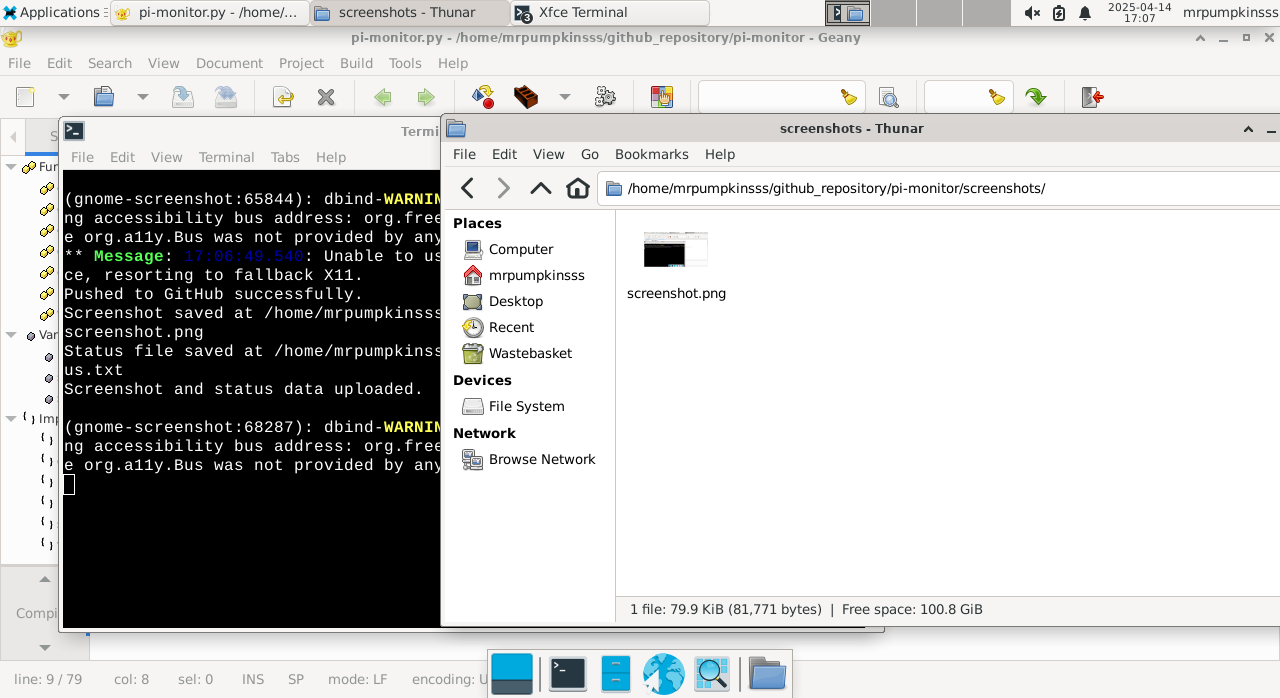 Applications
pi-monitor.py - /home/...
screenshots - Thunar
3
Xfce Terminal
2025-04-14
17:07
mrpumpkinsss
pi-monitor.py - /home/mrpumpkinsss/github_repository/pi-monitor - Geany
File Edit Search View Document Project Build Tools Help
S
Fun
Var
Imp
Compi
Termi
File Edit View Terminal Tabs Help
(gnome-screenshot:65844): dbind-WARNIN
ng accessibility bus address: org.free
e org.a11y.Bus was not provided by any
** Message: 17:06:49.540: Unable to us
ce, resorting to fallback X11.
Pushed to GitHub successfully.
Screenshot saved at /home/mrpumpkinsss
screenshot.png
Status file saved at /home/mrpumpkinss
us.txt
Screenshot and status data uploaded.
(gnome-screenshot:68287): dbind-WARNIN
ng accessibility bus address: org.free
e org.a11y.Bus was not provided by any
screenshots - Thunar
File Edit View Go Bookmarks Help
/home/mrpumpkinsss/github_repository/pi-monitor/screenshots/
Places
Computer
mrpumpkinsss
Desktop
Recent
Wastebasket
Devices
File System
Network
Browse Network
screenshot.png
1 file: 79.9 KiB (81,771 bytes) | Free space: 100.8 GiB
line: 9 / 79 col: 8 sel: 0 INS SP mode: LF encoding: U